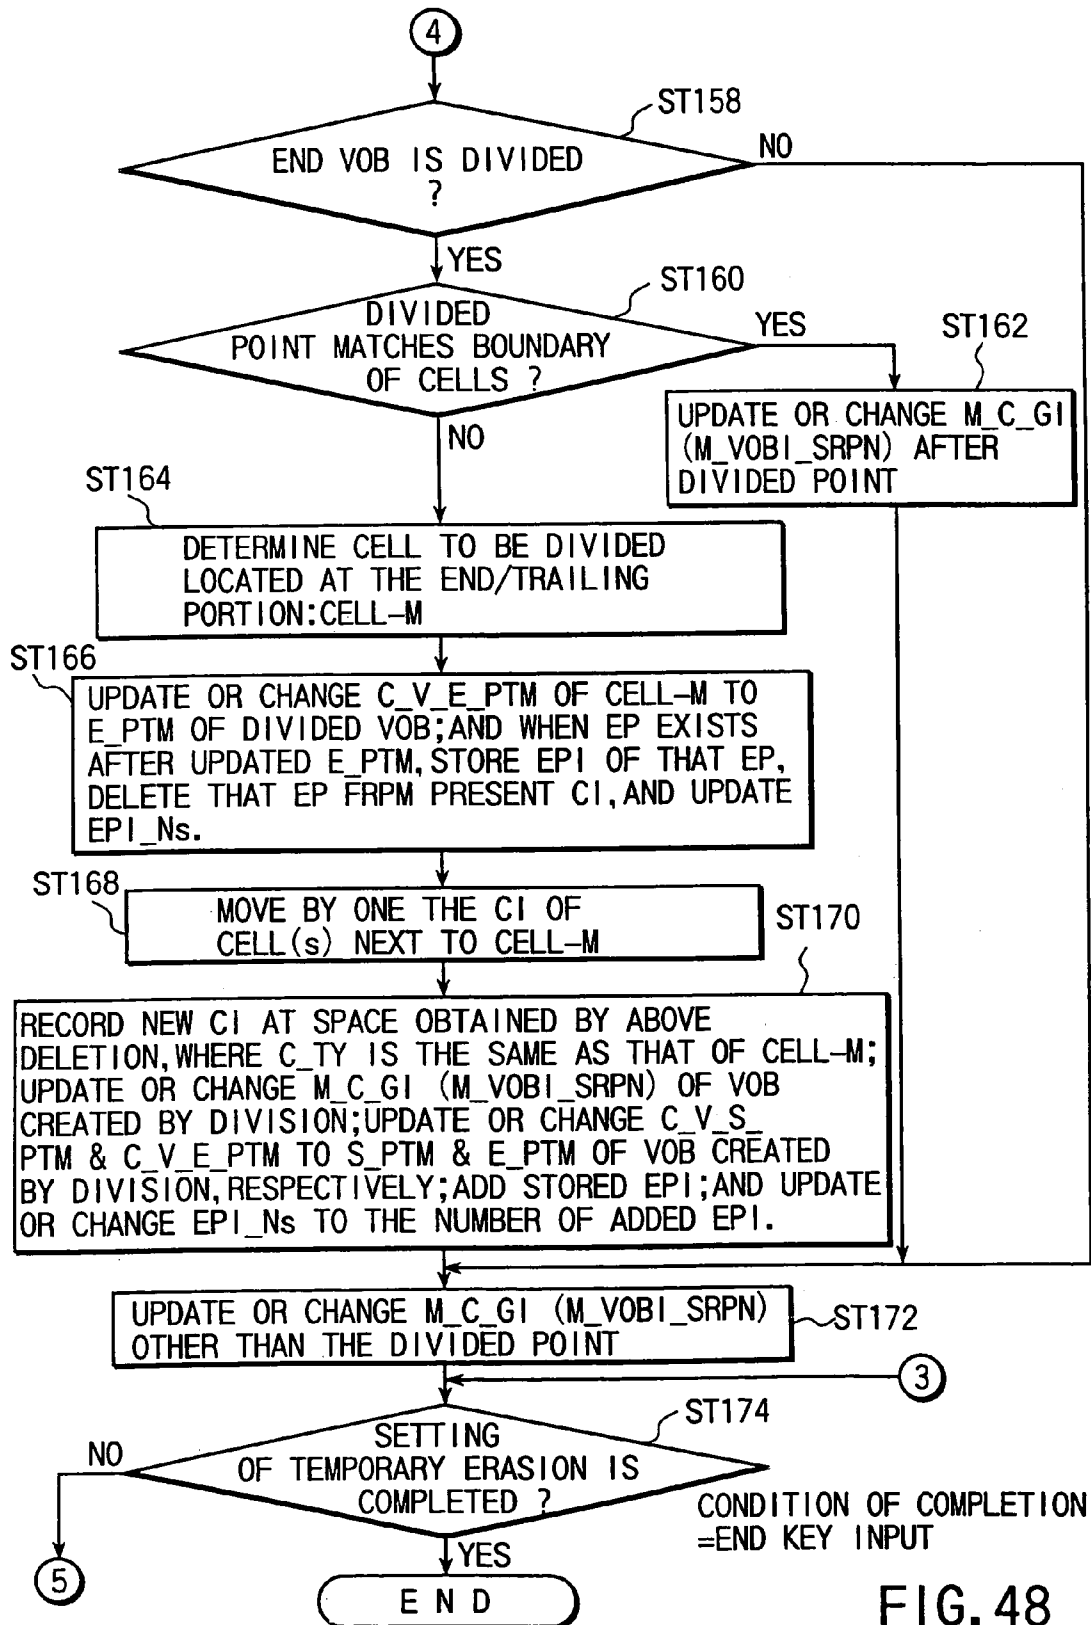 4
ST158
END VOB IS DIVIDED
?
NO
YES
ST160
DIVIDED
POINT MATCHES BOUNDARY
OF CELLS ?
YES
ST162
UPDATE OR CHANGE M_C_GI
(M_VOBI_SRPN) AFTER
DIVIDED POINT
NO
ST164
DETERMINE CELL TO BE DIVIDED
LOCATED AT THE END/TRAILING
PORTION:CELL-M
ST166
UPDATE OR CHANGE C_V_E_PTM OF CELL-M TO
E_PTM OF DIVIDED VOB;AND WHEN EP EXISTS
AFTER UPDATED E_PTM,STORE EPI OF THAT EP,
DELETE THAT EP FRPM PRESENT CI,AND UPDATE
EPI_Ns.
ST168
MOVE BY ONE THE CI OF
CELL(s) NEXT TO CELL-M
ST170
RECORD NEW CI AT SPACE OBTAINED BY ABOVE
DELETION,WHERE C_TY IS THE SAME AS THAT OF CELL-M;
UPDATE OR CHANGE M_C_GI (M_VOBI_SRPN) OF VOB
CREATED BY DIVISION;UPDATE OR CHANGE C_V_S_
PTM & C_V_E_PTM TO S_PTM & E_PTM OF VOB CREATED
BY DIVISION,RESPECTIVELY;ADD STORED EPI;AND UPDATE
OR CHANGE EPI_Ns TO THE NUMBER OF ADDED EPI.
UPDATE OR CHANGE M_C_GI (M_VOBI_SRPN)
OTHER THAN THE DIVIDED POINT
ST172
3
ST174
SETTING
OF TEMPORARY ERASION IS
COMPLETED ?
NO
CONDITION OF COMPLETION
=END KEY INPUT
5
YES
END
FIG. 48